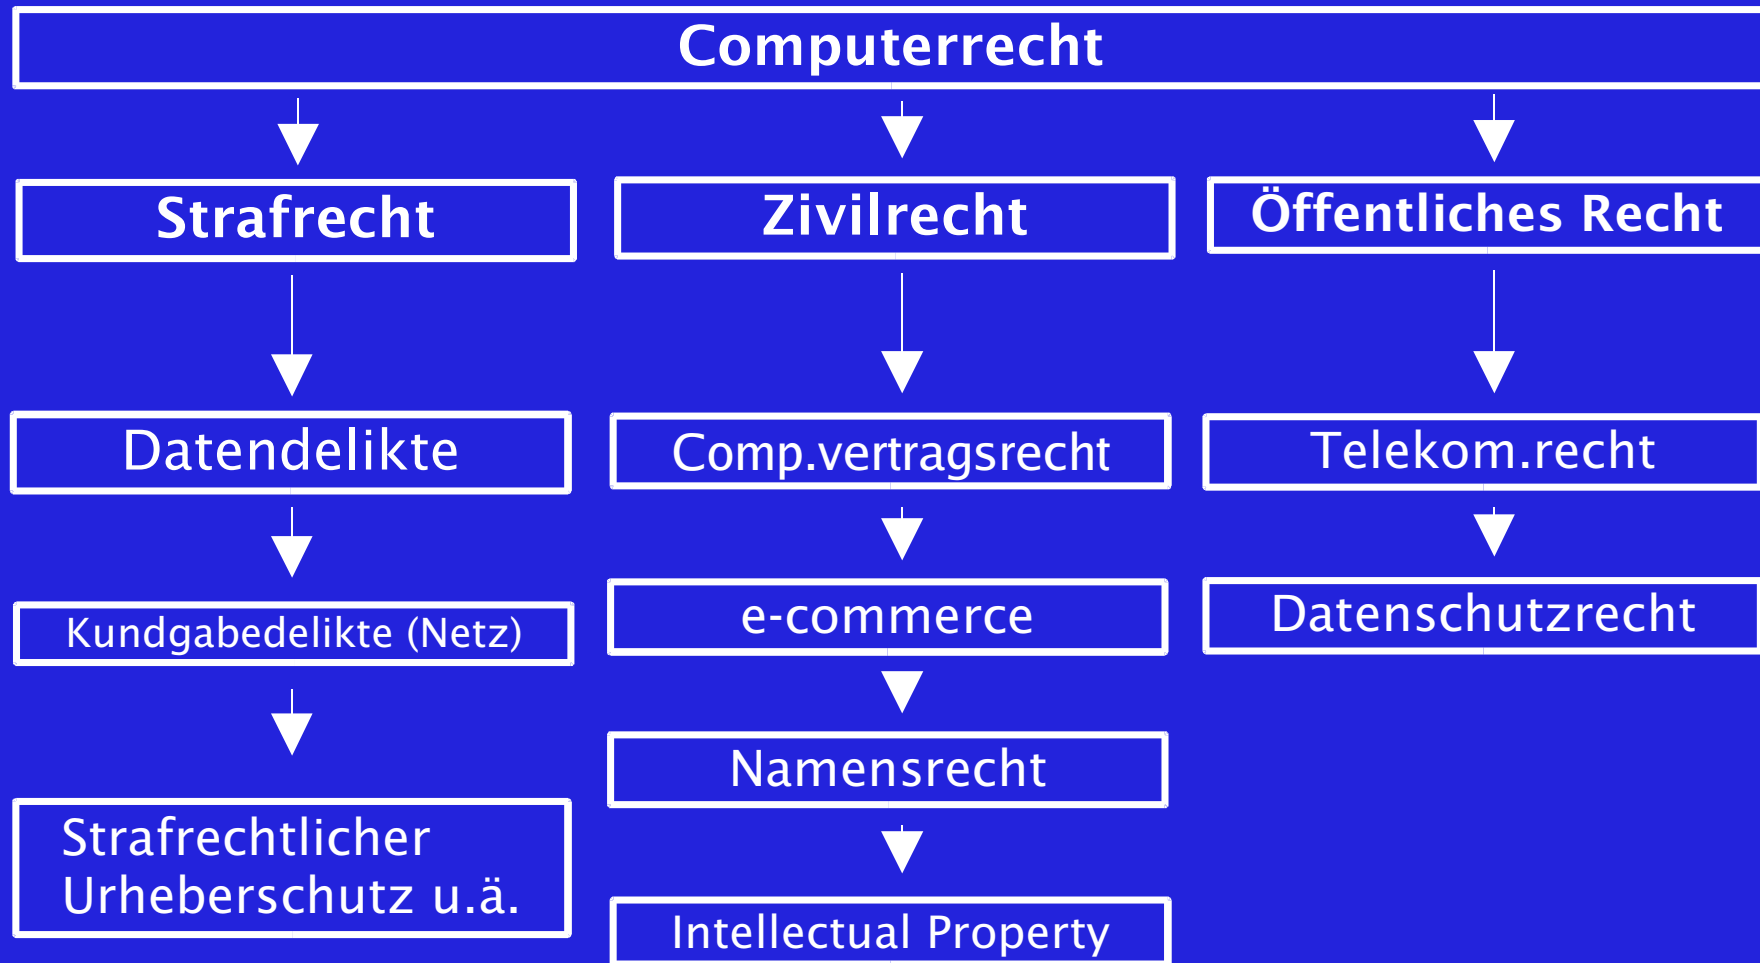 Computerrecht
Strafrecht
Zivilrecht
Öffentliches Recht
Datendelikte
Comp.vertragsrecht
Telekom.recht
Kundgabedelikte (Netz)
e-commerce
Datenschutzrecht
Namensrecht
Strafrechtlicher
Urheberschutz u.ä.
Intellectual Property